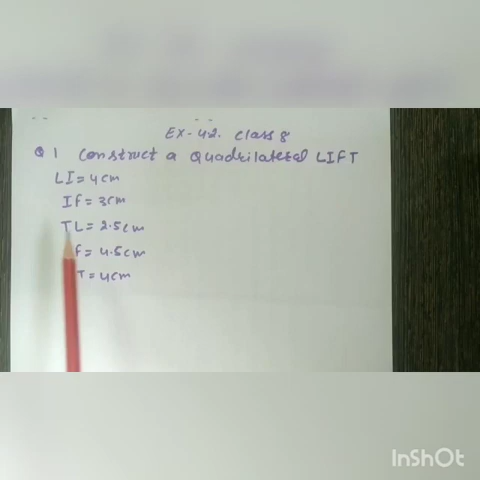 Ex-4.2. Class 8
Q 1 Construct a Quadrilateral LIFT
LI = 4cm
If = 3cm
TL = 2.5cm
f = 4.5cm
T = 4cm
InShOt